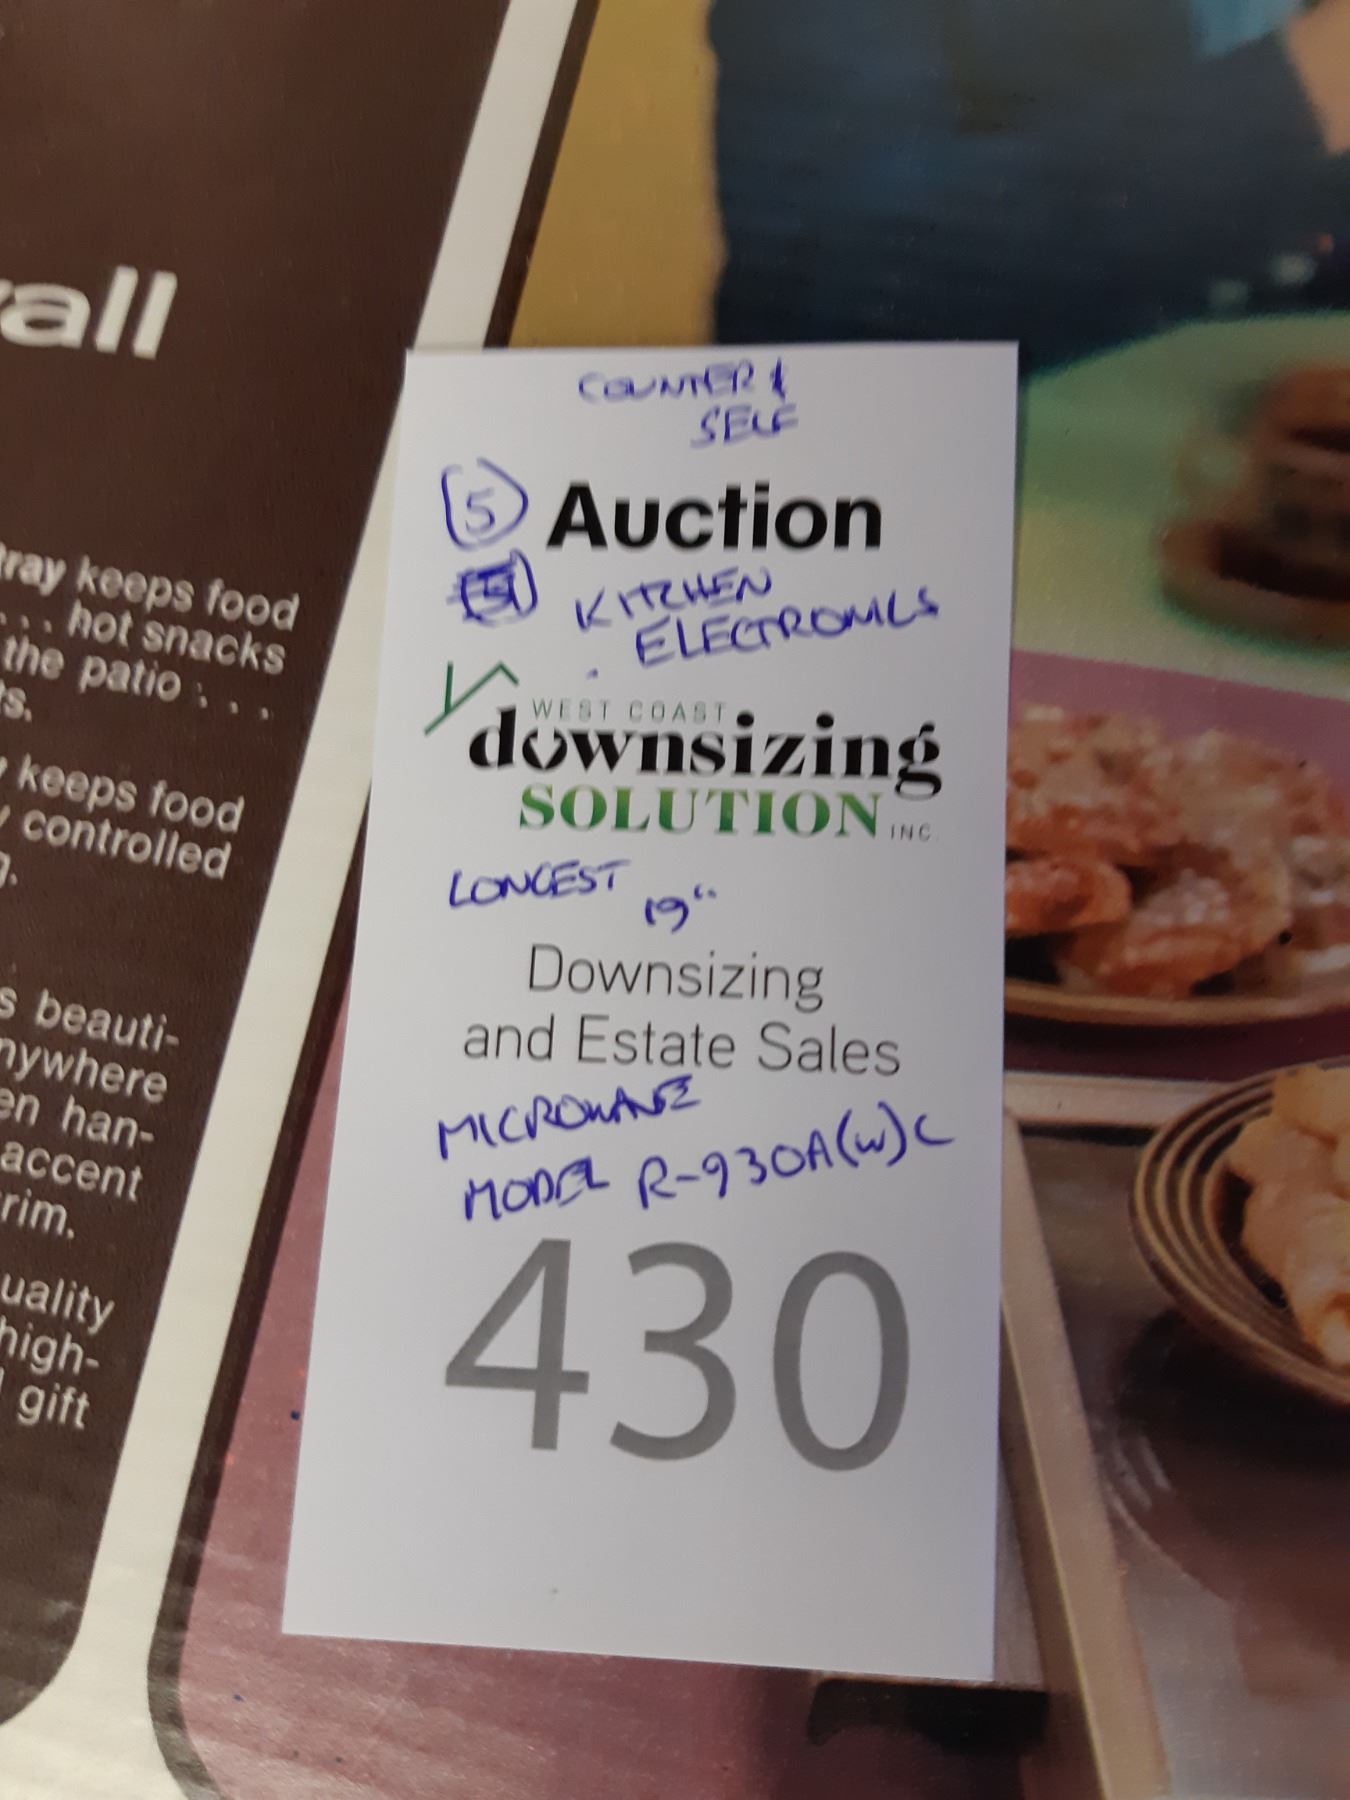 all
tray keeps food
... hot snacks
the patio ...
ts.
keeps food
controlled
g.
s beauti-
nywhere
en han-
accent
rim.
uality
high-
gift
COUNTER &
SELF
5 Auction
KITCHEN
ELECTRONICS
WEST COAST
downsizing
SOLUTION INC.
LONGEST
19"
Downsizing
and Estate Sales
MICROWAVE
MODEL R-930A(W)C
430